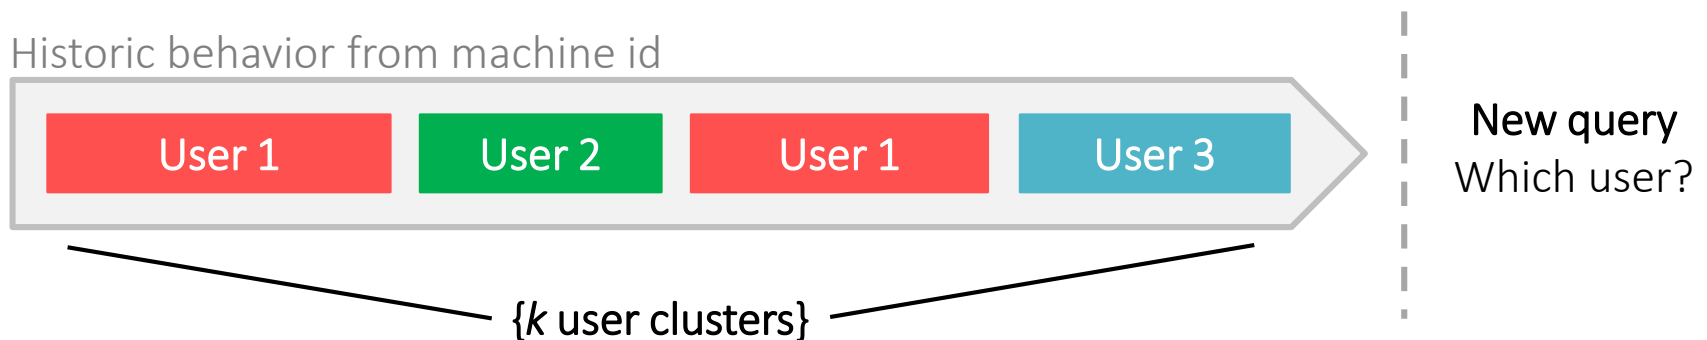 Historic behavior from machine id
User 1
User 2
User 1
User 3
New query
Which user?
{k user clusters}